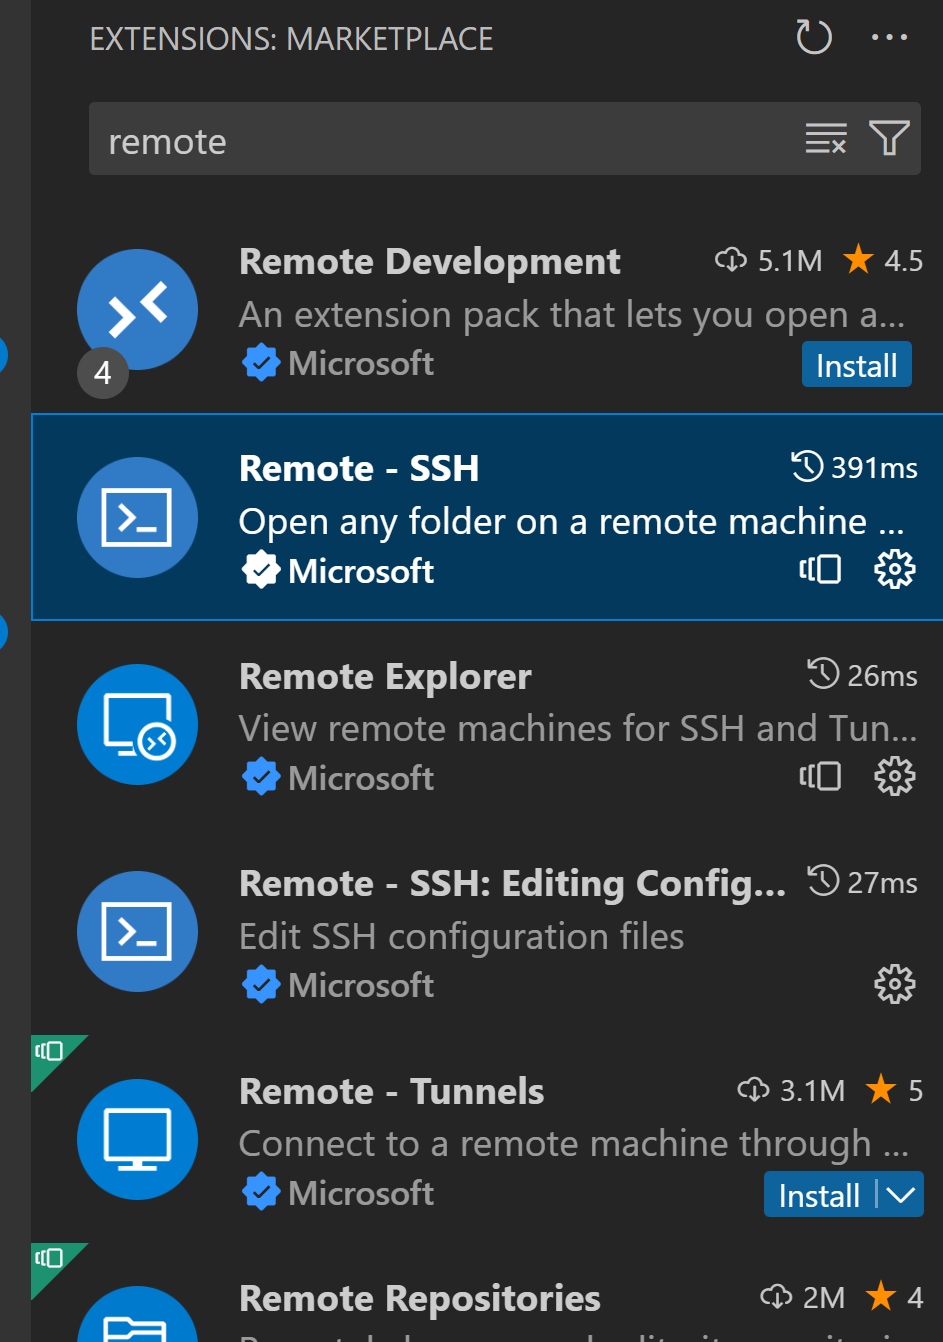 EXTENSIONS: MARKETPLACE
remote
Remote Development 5.1M 4.5
An extension pack that lets you open a...
4 Microsoft Install
Remote - SSH 391ms
Open any folder on a remote machine ...
Microsoft
Remote Explorer 26ms
View remote machines for SSH and Tun...
Microsoft
Remote - SSH: Editing Config... 27ms
Edit SSH configuration files
Microsoft
Remote - Tunnels 3.1M 5
Connect to a remote machine through ...
Microsoft Install
Remote Repositories 2M 4